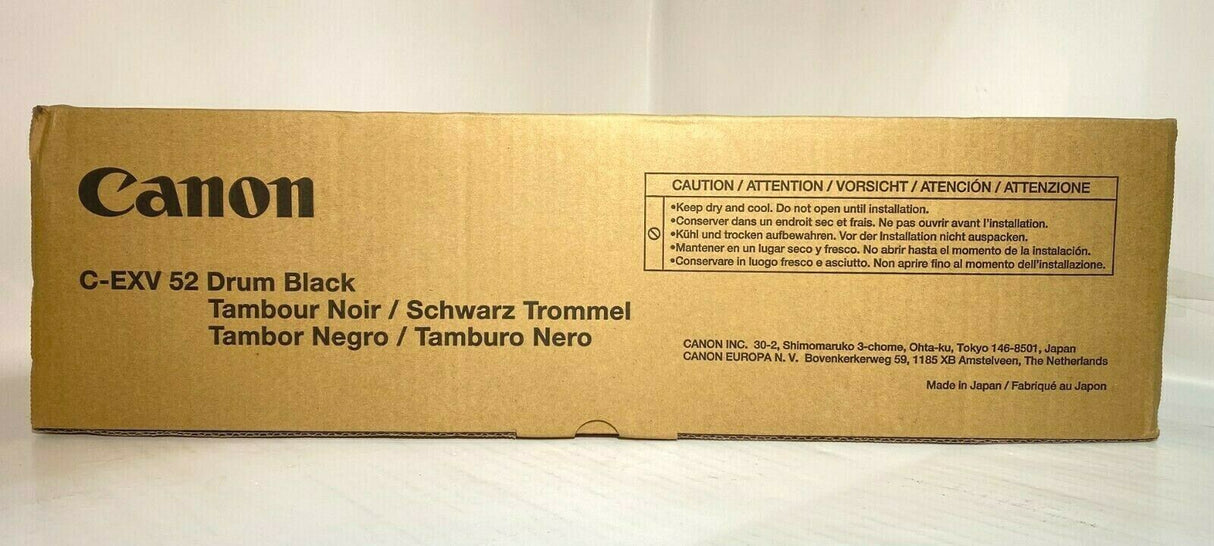 Canon
C-EXV 52 Drum Black
Tambour Noir / Schwarz Trommel
Tambor Negro / Tamburo Nero
CAUTION / ATTENTION / VORSICHT / ATENCIÓN / ATTENZIONE
•Keep dry and cool. Do not open until installation.
•Conserver dans un endroit sec et frais. Ne pas ouvrir avant l'installation.
•Kühl und trocken aufbewahren. Vor der Installation nicht auspacken.
•Mantener en un lugar seco y fresco. No abrir hasta el momento de la instalación.
•Conservare in luogo fresco e asciutto. Non aprire fino al momento dell'installazione.
CANON INC. 30-2, Shimomaruko 3-chome, Ohta-ku, Tokyo 146-8501, Japan
CANON EUROPA N. V. Bovenkerkerweg 59, 1185 XB Amstelveen, The Netherlands
Made in Japan / Fabriqué au Japon